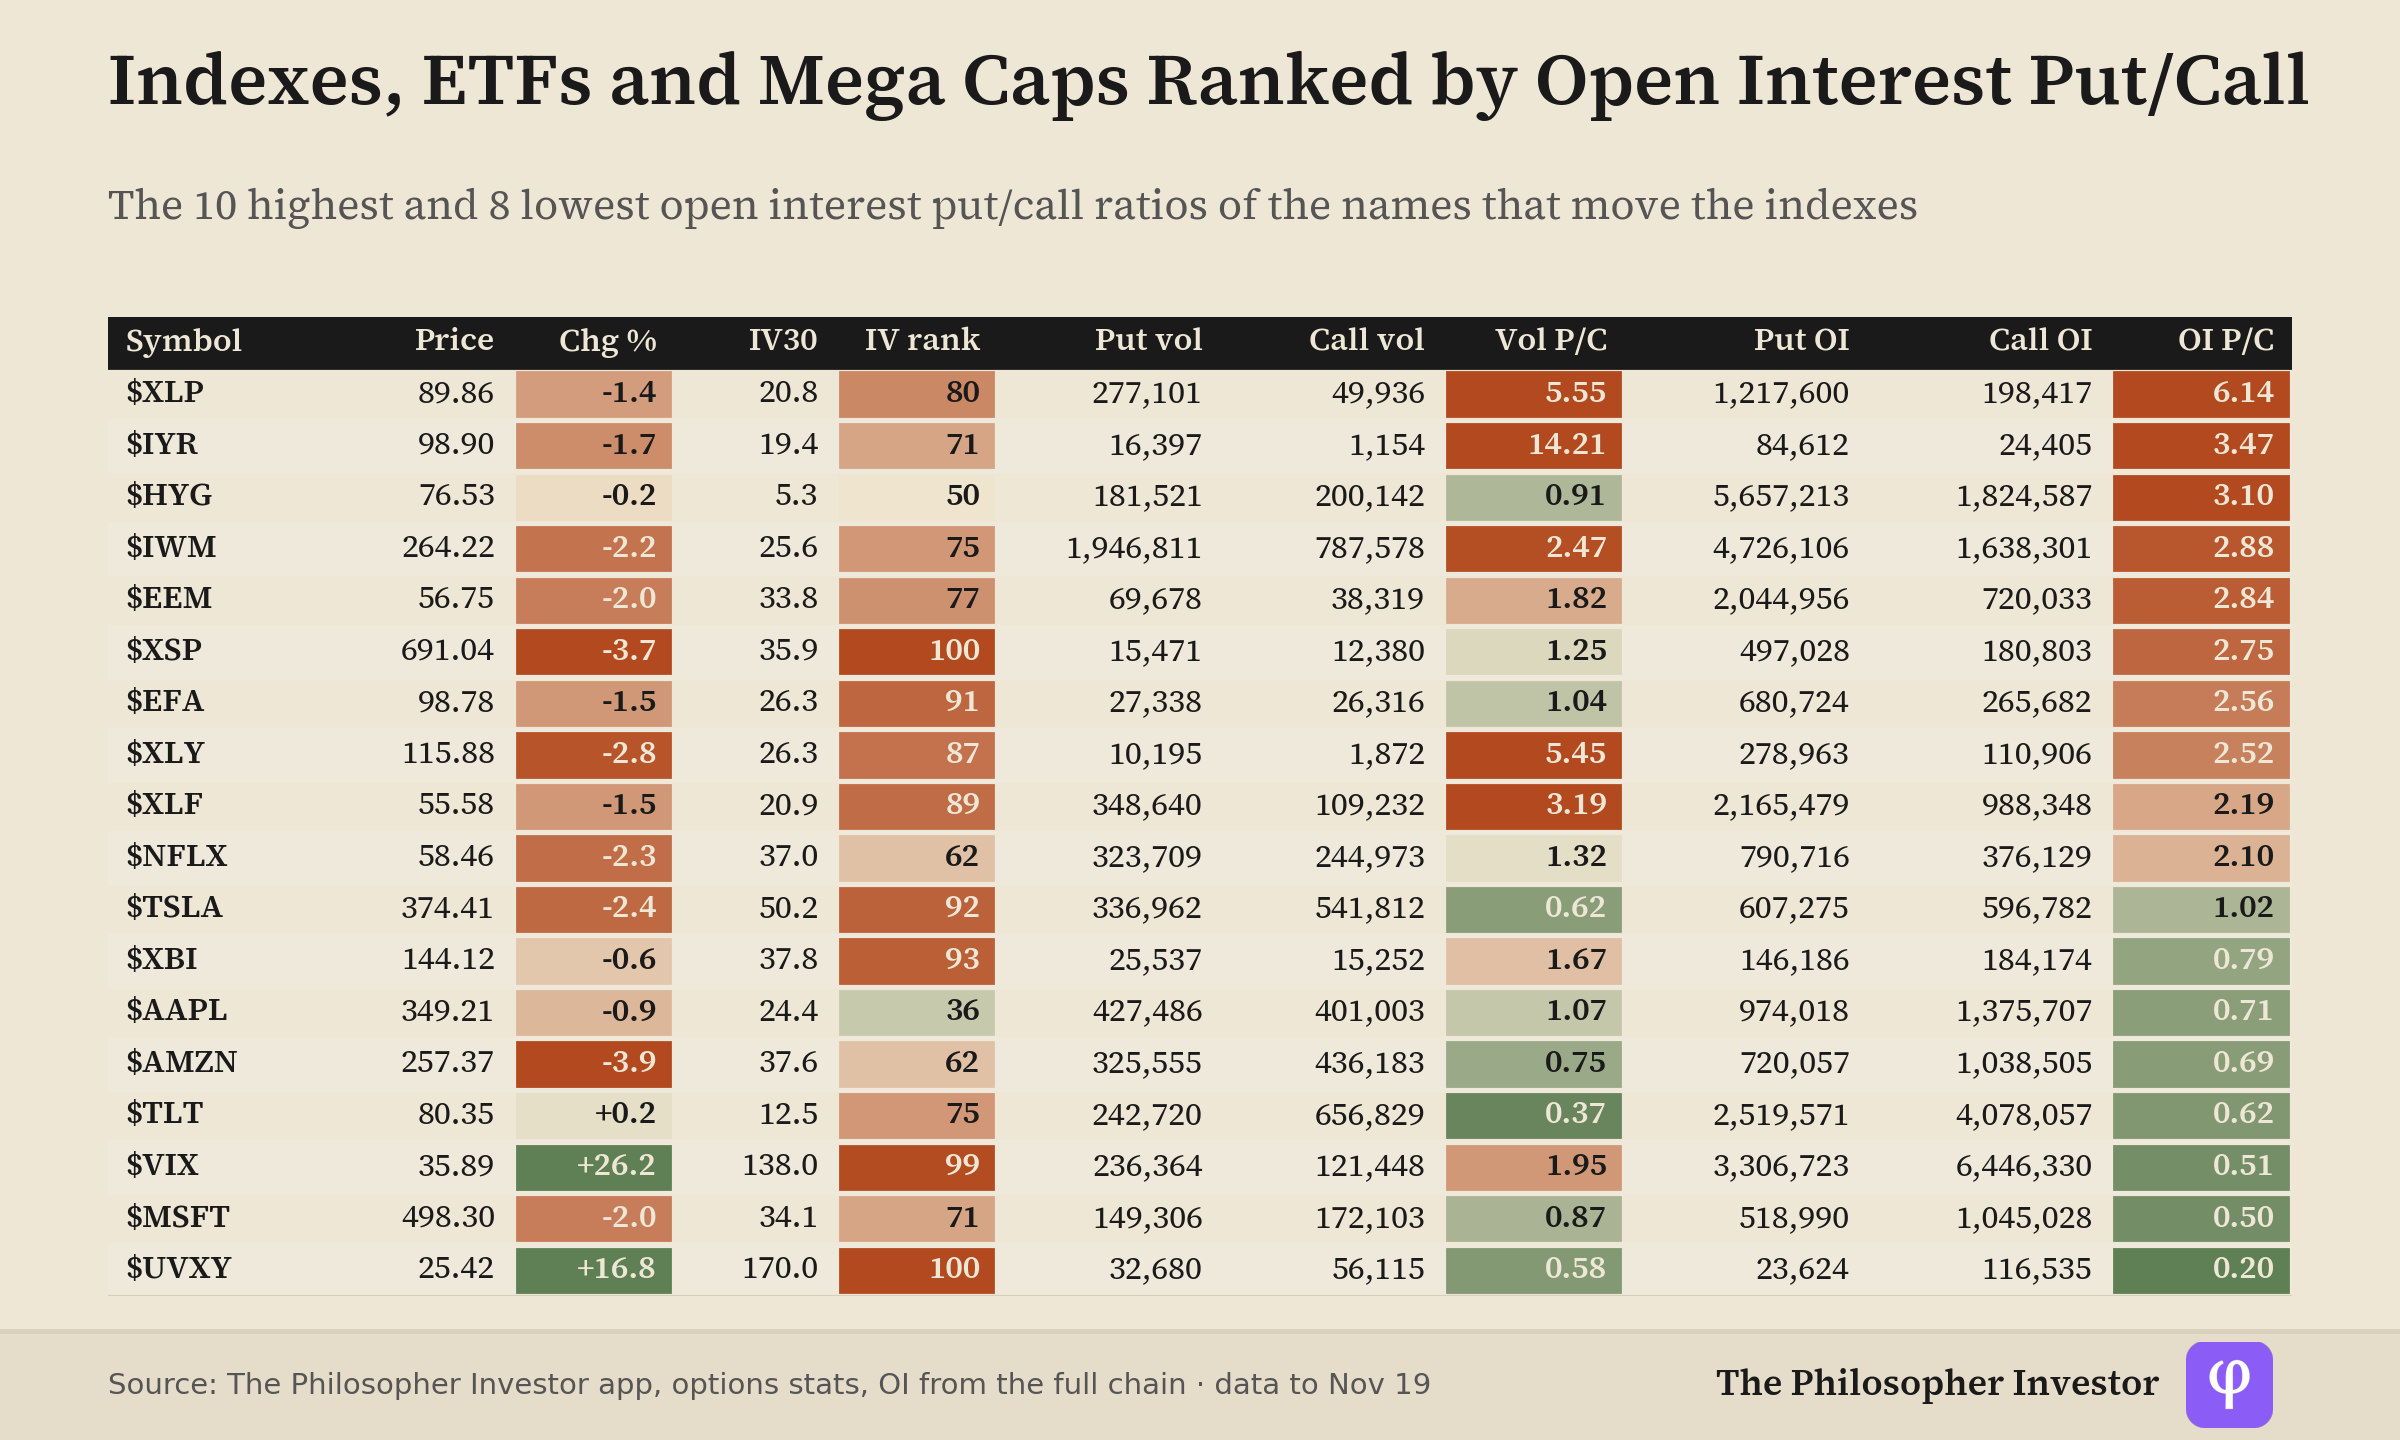 Indexes, ETFs and Mega Caps Ranked by Open Interest Put/Call
The 10 highest and 8 lowest open interest put/call ratios of the names that move the indexes
Symbol Price Chg % IV30 IV rank Put vol Call vol Vol P/C Put OI Call OI OI P/C
$XLP 89.86 -1.4 20.8 80 277,101 49,936 5.55 1,217,600 198,417 6.14
$IYR 98.90 -1.7 19.4 71 16,397 1,154 14.21 84,612 24,405 3.47
$HYG 76.53 -0.2 5.3 50 181,521 200,142 0.91 5,657,213 1,824,587 3.10
$IWM 264.22 -2.2 25.6 75 1,946,811 787,578 2.47 4,726,106 1,638,301 2.88
$EEM 56.75 -2.0 33.8 77 69,678 38,319 1.82 2,044,956 720,033 2.84
$XSP 691.04 -3.7 35.9 100 15,471 12,380 1.25 497,028 180,803 2.75
$EFA 98.78 -1.5 26.3 91 27,338 26,316 1.04 680,724 265,682 2.56
$XLY 115.88 -2.8 26.3 87 10,195 1,872 5.45 278,963 110,906 2.52
$XLF 55.58 -1.5 20.9 89 348,640 109,232 3.19 2,165,479 988,348 2.19
$NFLX 58.46 -2.3 37.0 62 323,709 244,973 1.32 790,716 376,129 2.10
$TSLA 374.41 -2.4 50.2 92 336,962 541,812 0.62 607,275 596,782 1.02
$XBI 144.12 -0.6 37.8 93 25,537 15,252 1.67 146,186 184,174 0.79
$AAPL 349.21 -0.9 24.4 36 427,486 401,003 1.07 974,018 1,375,707 0.71
$AMZN 257.37 -3.9 37.6 62 325,555 436,183 0.75 720,057 1,038,505 0.69
$TLT 80.35 +0.2 12.5 75 242,720 656,829 0.37 2,519,571 4,078,057 0.62
$VIX 35.89 +26.2 138.0 99 236,364 121,448 1.95 3,306,723 6,446,330 0.51
$MSFT 498.30 -2.0 34.1 71 149,306 172,103 0.87 518,990 1,045,028 0.50
$UVXY 25.42 +16.8 170.0 100 32,680 56,115 0.58 23,624 116,535 0.20
Source: The Philosopher Investor app, options stats, OI from the full chain · data to Nov 19
The Philosopher Investor φ